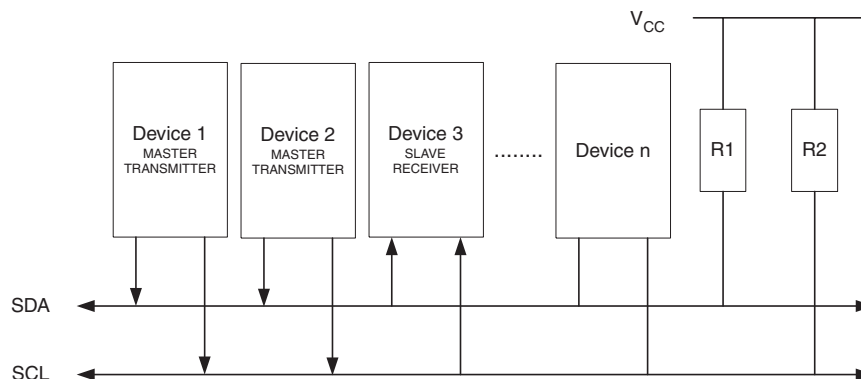 VCC
Device 1
MASTER
TRANSMITTER
Device 2
MASTER
TRANSMITTER
Device 3
SLAVE
RECEIVER
........
Device n
R1
R2
SDA
SCL